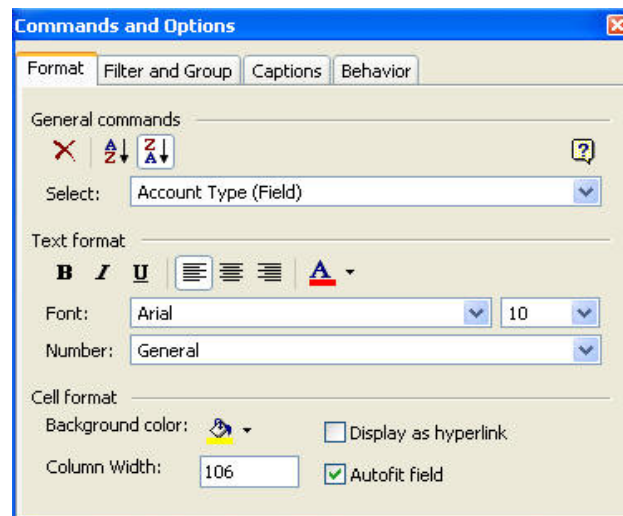 Commands and Options
Format Filter and Group Captions Behavior
General commands
A Z Z A ?
Select: Account Type (Field)
Text format
B I U A
Font: Arial 10
Number: General
Cell format
Background color: Display as hyperlink
Column Width: 106 Autofit field